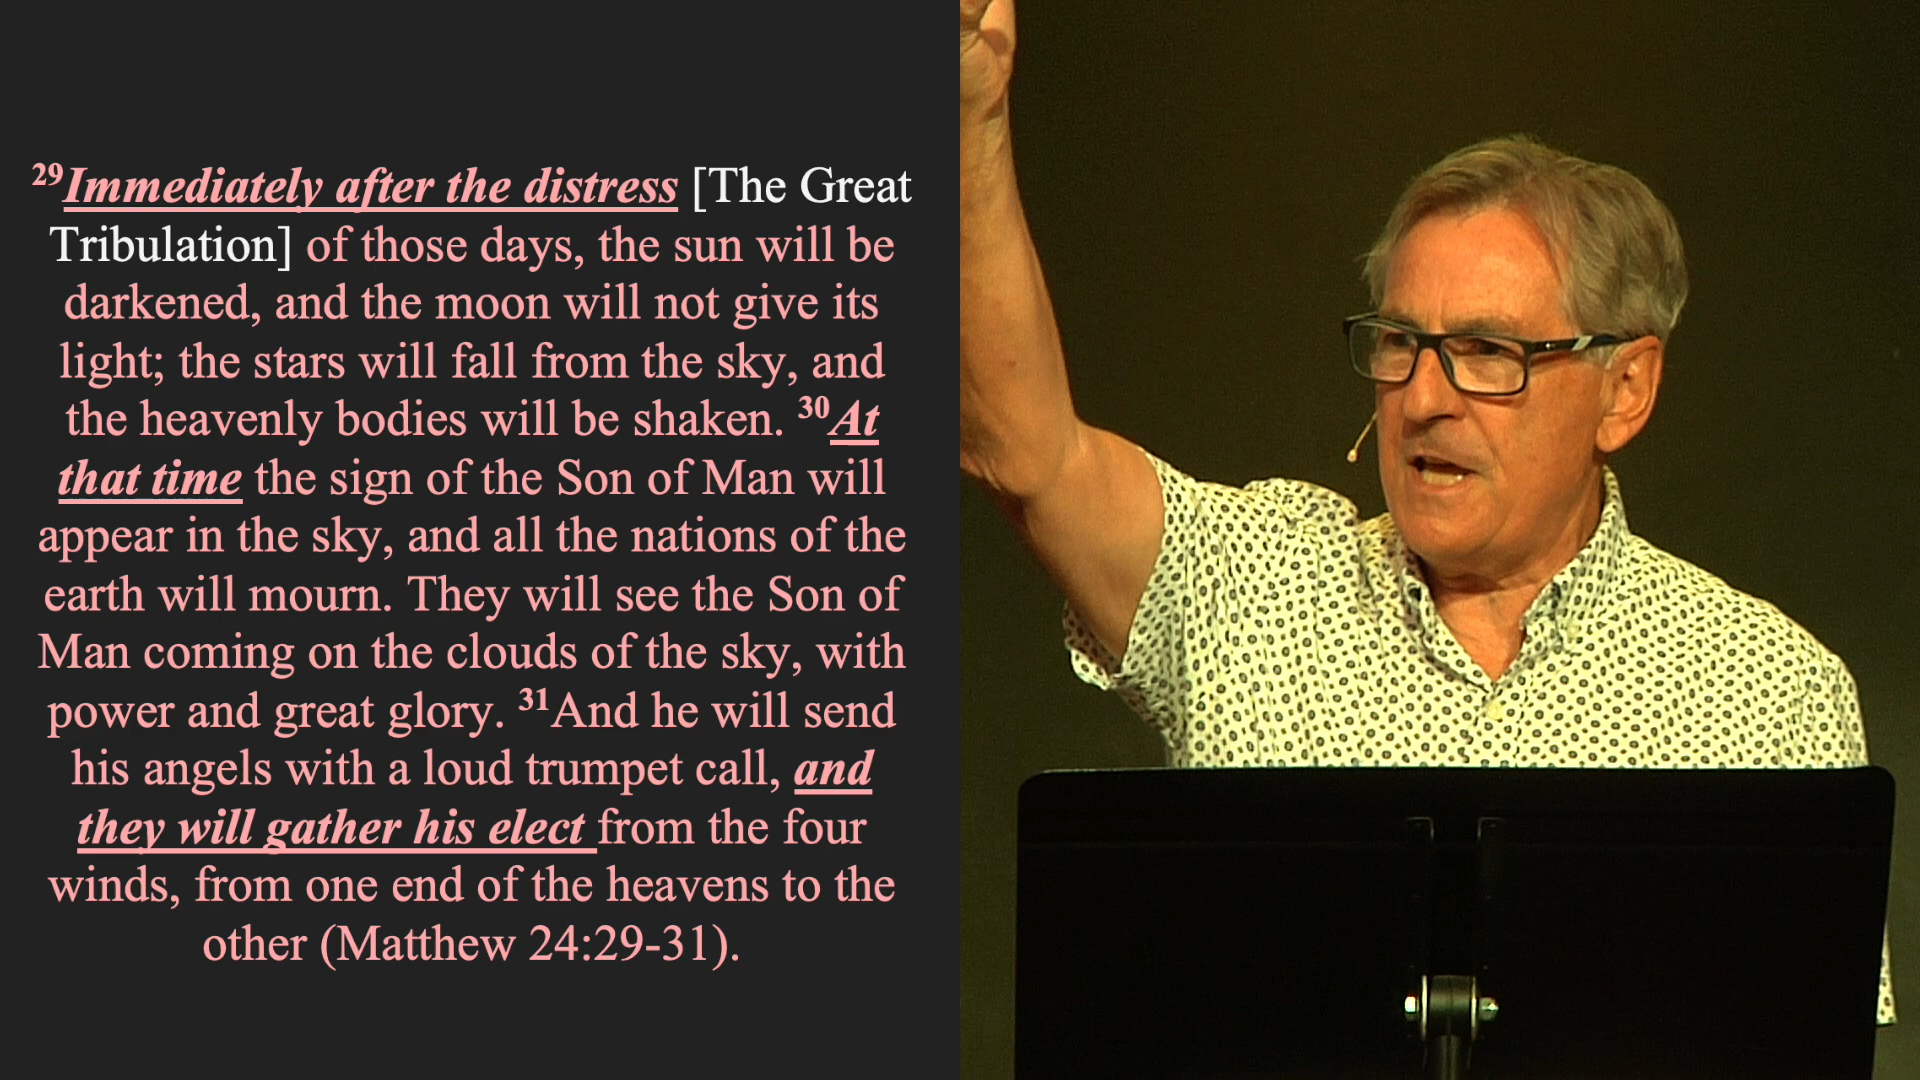 29Immediately after the distress [The Great
Tribulation] of those days, the sun will be
darkened, and the moon will not give its
light; the stars will fall from the sky, and
the heavenly bodies will be shaken. 30At
that time the sign of the Son of Man will
appear in the sky, and all the nations of the
earth will mourn. They will see the Son of
Man coming on the clouds of the sky, with
power and great glory. 31And he will send
his angels with a loud trumpet call, and
they will gather his elect from the four
winds, from one end of the heavens to the
other (Matthew 24:29-31).